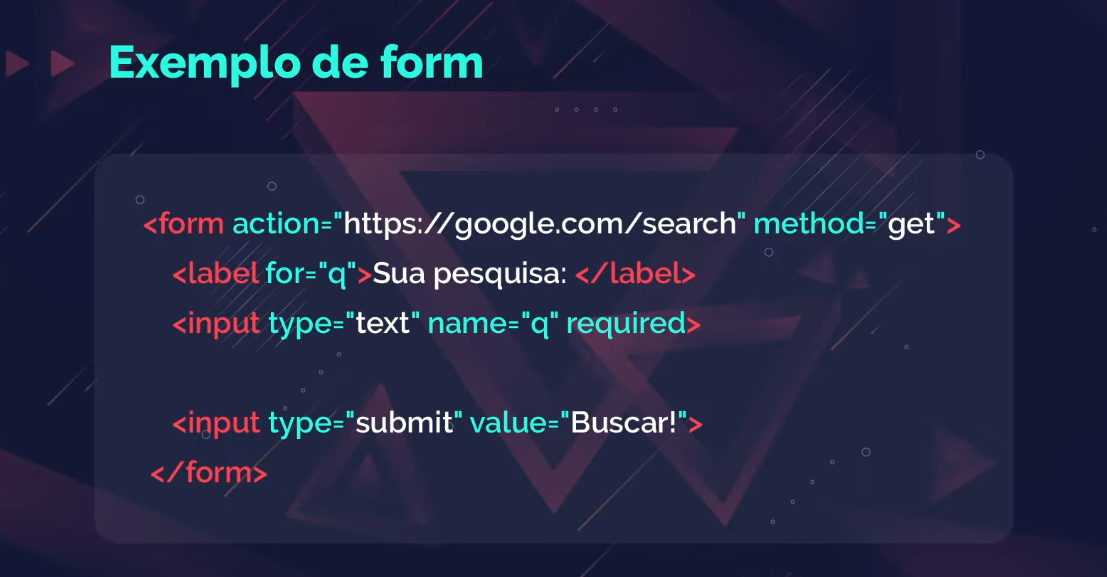 Exemplo de form
<form action="https://google.com/search" method="get">
<label for="q">Sua pesquisa: </label>
<input type="text" name="q" required>
<input type="submit" value="Buscar!">
</form>